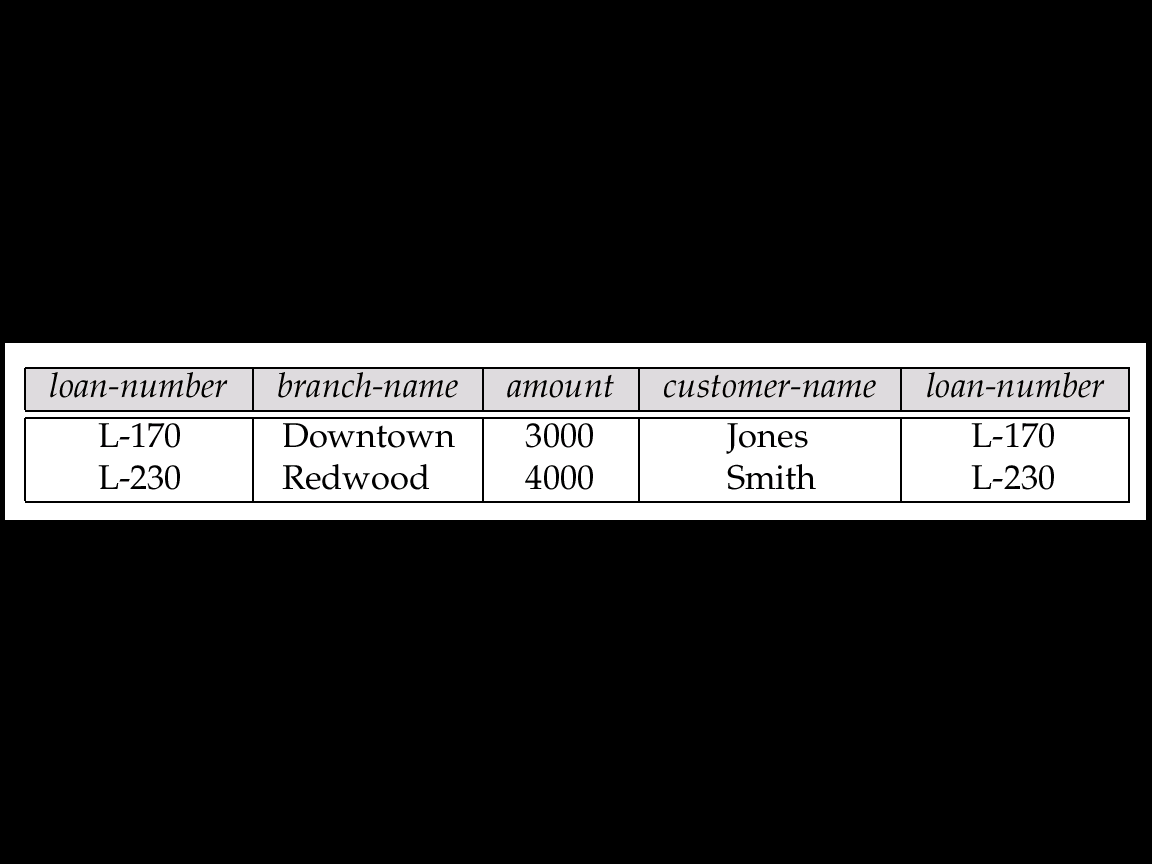 loan-number branch-name amount customer-name loan-number
L-170 Downtown 3000 Jones L-170
L-230 Redwood 4000 Smith L-230